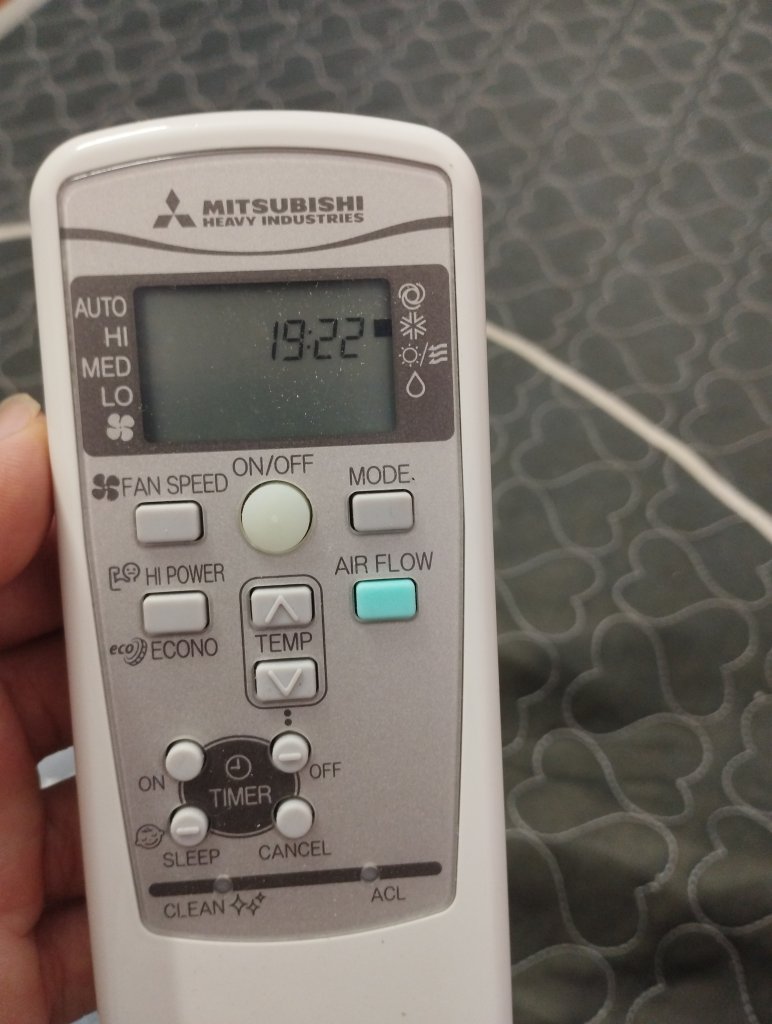 MITSUBISHI
HEAVY INDUSTRIES
AUTO
HI
MED
LO
19:22
FAN SPEED
ON/OFF
MODE
HI POWER
AIR FLOW
eco ECONO
TEMP
ON
TIMER
OFF
SLEEP
CANCEL
CLEAN
ACL